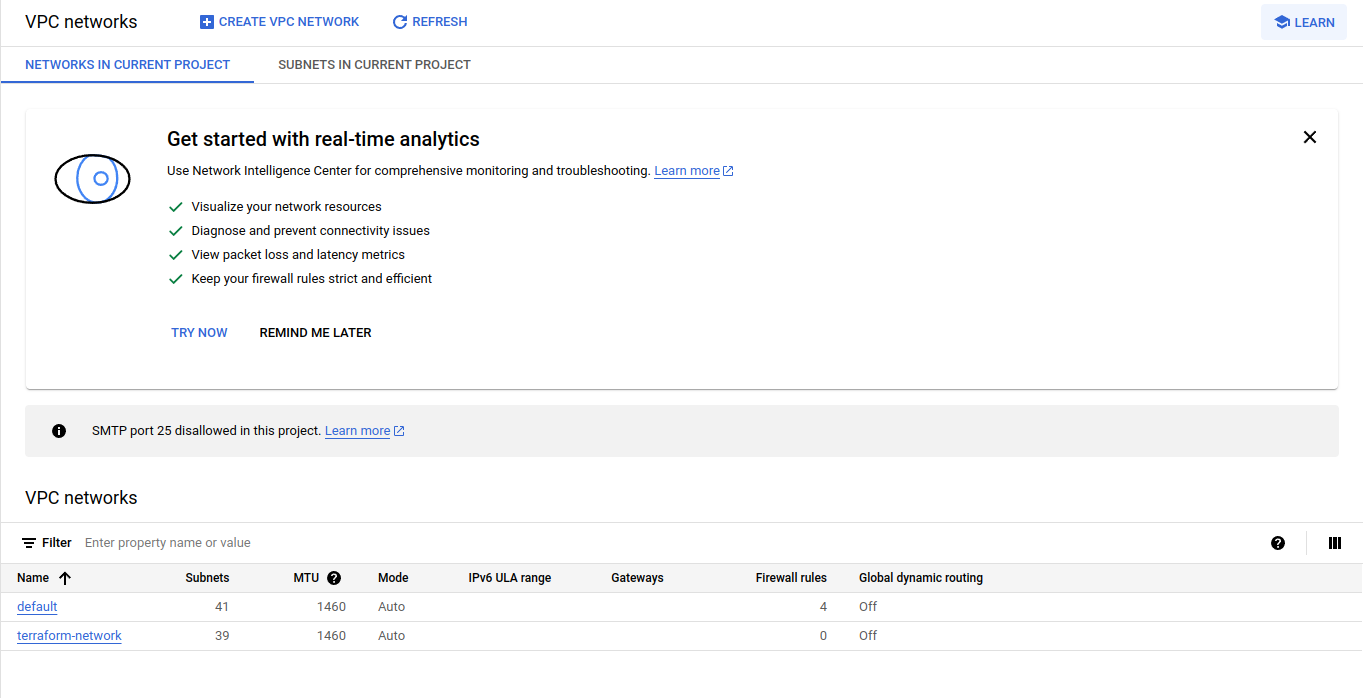 VPC networks CREATE VPC NETWORK REFRESH LEARN
NETWORKS IN CURRENT PROJECT SUBNETS IN CURRENT PROJECT
Get started with real-time analytics
Use Network Intelligence Center for comprehensive monitoring and troubleshooting. Learn more
Visualize your network resources
Diagnose and prevent connectivity issues
View packet loss and latency metrics
Keep your firewall rules strict and efficient
TRY NOW REMIND ME LATER
SMTP port 25 disallowed in this project. Learn more
VPC networks
Filter Enter property name or value
Name Subnets MTU Mode IPv6 ULA range Gateways Firewall rules Global dynamic routing
default 41 1460 Auto 4 Off
terraform-network 39 1460 Auto 0 Off